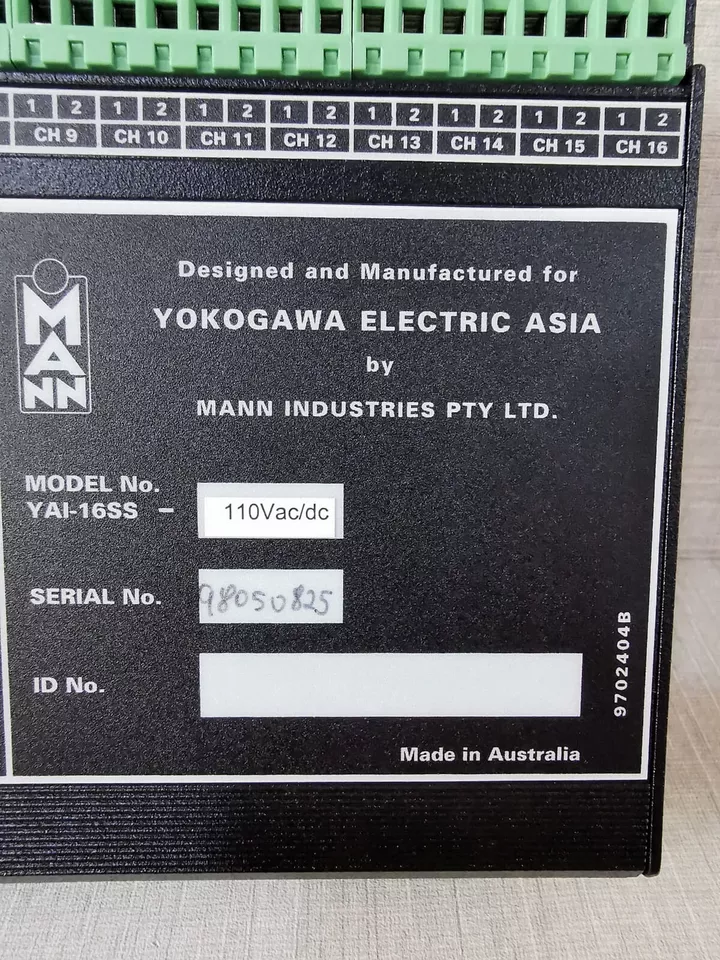 1 2 1 2 1 2 1 2 1 2 1 2 1 2 1 2
CH 9 CH 10 CH 11 CH 12 CH 13 CH 14 CH 15 CH 16
MANN
Designed and Manufactured for
YOKOGAWA ELECTRIC ASIA
by
MANN INDUSTRIES PTY LTD.
MODEL No.
YAI-16SS – 110Vac/dc
SERIAL No. 98050825
ID No.
9702404B
Made in Australia